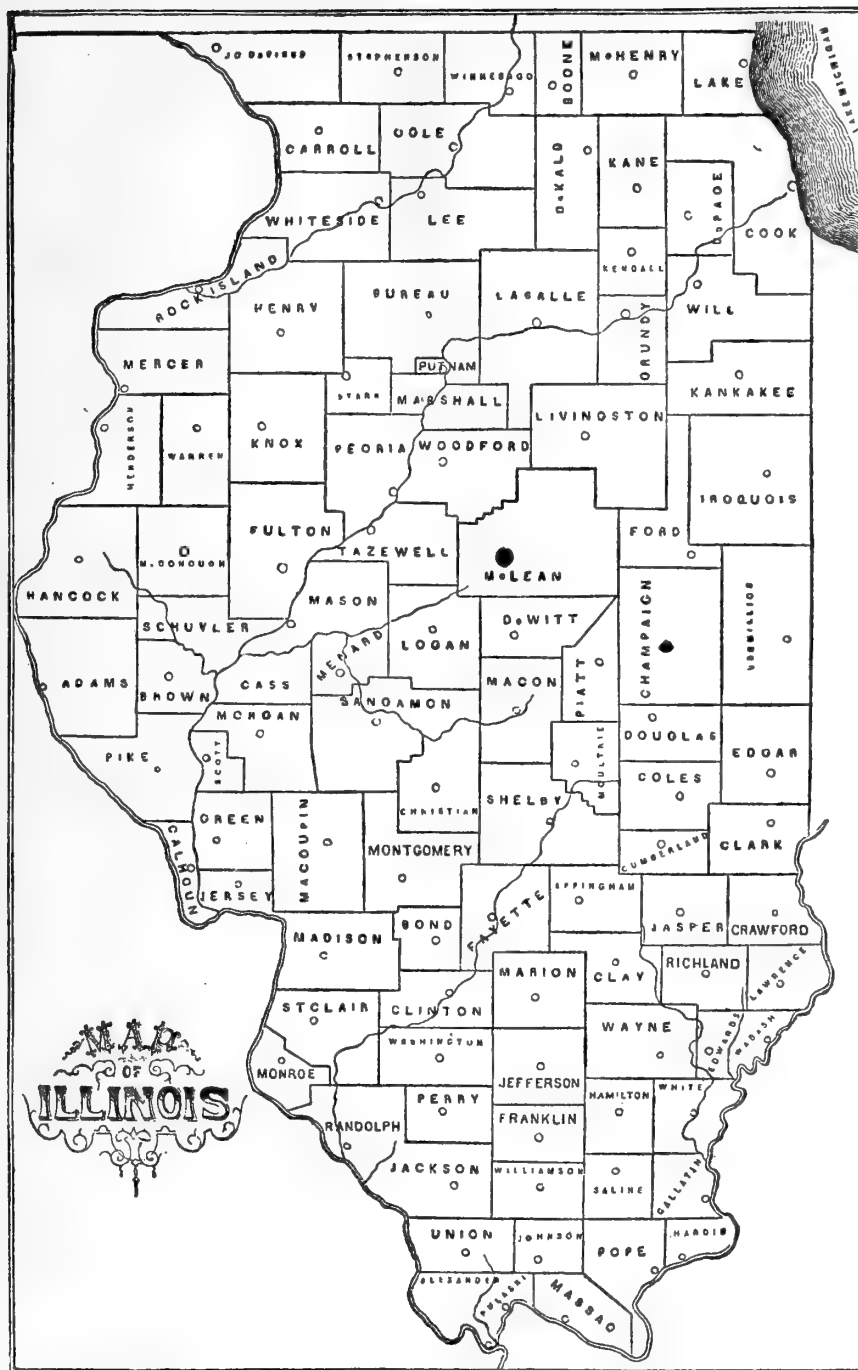 JO DAVIESS
STEPHENSON
WINNEBAGO
BOONE
McHENRY
LAKE
LAKE MICHIGAN
CARROLL
OGLE
DeKALB
KANE
DuPAGE
COOK
WHITESIDE
LEE
KENDALL
ROCK ISLAND
HENRY
BUREAU
LASALLE
GRUNDY
WILL
MERCER
PUTNAM
STARK
MARSHALL
KANKAKEE
HENDERSON
WARREN
KNOX
PEORIA
WOODFORD
LIVINGSTON
IROQUOIS
FULTON
FORD
HANCOCK
McDONOUGH
TAZEWELL
McLEAN
MASON
SCHUYLER
LOGAN
DeWITT
CHAMPAIGN
MENARD
ADAMS
BROWN
CASS
MACON
PIATT
SANGAMON
MORGAN
PIKE
SCOTT
DOUGLAS
EDGAR
MOULTRIE
COLES
CHRISTIAN
SHELBY
GREEN
MACOUPIN
CALHOUN
MONTGOMERY
CUMBERLAND
CLARK
JERSEY
EFFINGHAM
FAYETTE
JASPER
CRAWFORD
MADISON
BOND
MARION
CLAY
RICHLAND
LAWRENCE
ST CLAIR
CLINTON
WAYNE
EDWARDS
WABASH
MAP
OF
ILLINOIS
WASHINGTON
MONROE
JEFFERSON
HAMILTON
WHITE
PERRY
RANDOLPH
FRANKLIN
JACKSON
WILLIAMSON
SALINE
GALLATIN
UNION
JOHNSON
POPE
HARDIN
ALEXANDER
PULASKI
MASSAC